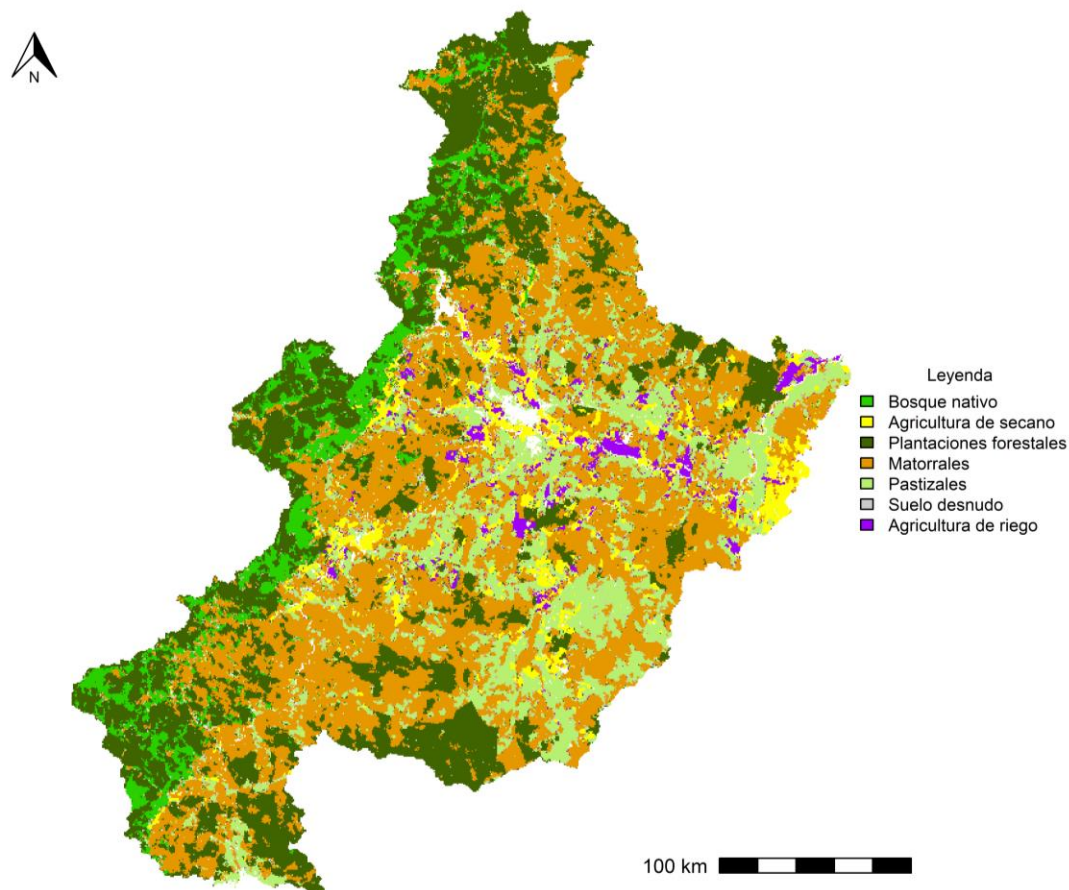 N
Leyenda
Bosque nativo
Agricultura de secano
Plantaciones forestales
Matorrales
Pastizales
Suelo desnudo
Agricultura de riego
100 km